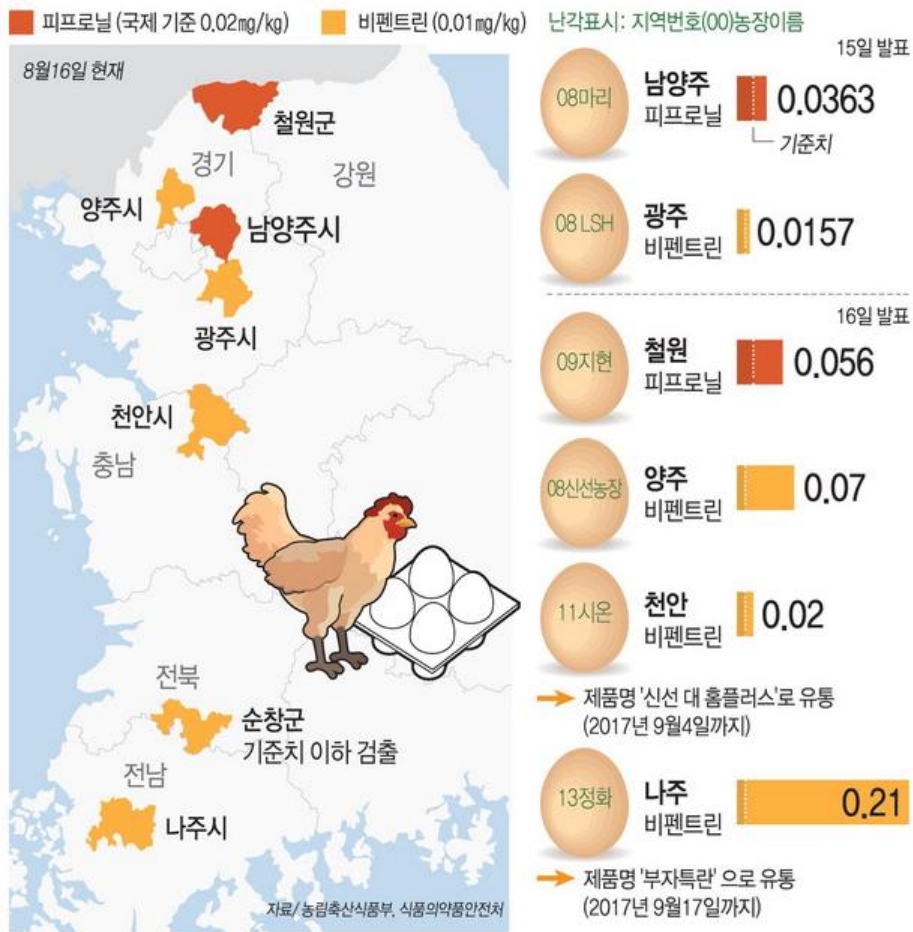 피프로닐 (국제 기준 0.02㎎/㎏)
비펜트린 (0.01㎎/㎏)
난각표시: 지역번호(00)농장이름
8월16일 현재
철원군
경기
강원
양주시
남양주시
광주시
천안시
충남
전북
순창군
기준치 이하 검출
전남
나주시
자료/ 농림축산식품부, 식품의약품안전처
15일 발표
08마리
남양주
피프로닐
0.0363
기준치
08 LSH
광주
비펜트린
0.0157
16일 발표
09지현
철원
피프로닐
0.056
08신선농장
양주
비펜트린
0.07
11시온
천안
비펜트린
0.02
제품명 '신선 대 홈플러스'로 유통
(2017년 9월4일까지)
13정화
나주
비펜트린
0.21
제품명 '부자특란' 으로 유통
(2017년 9월17일까지)